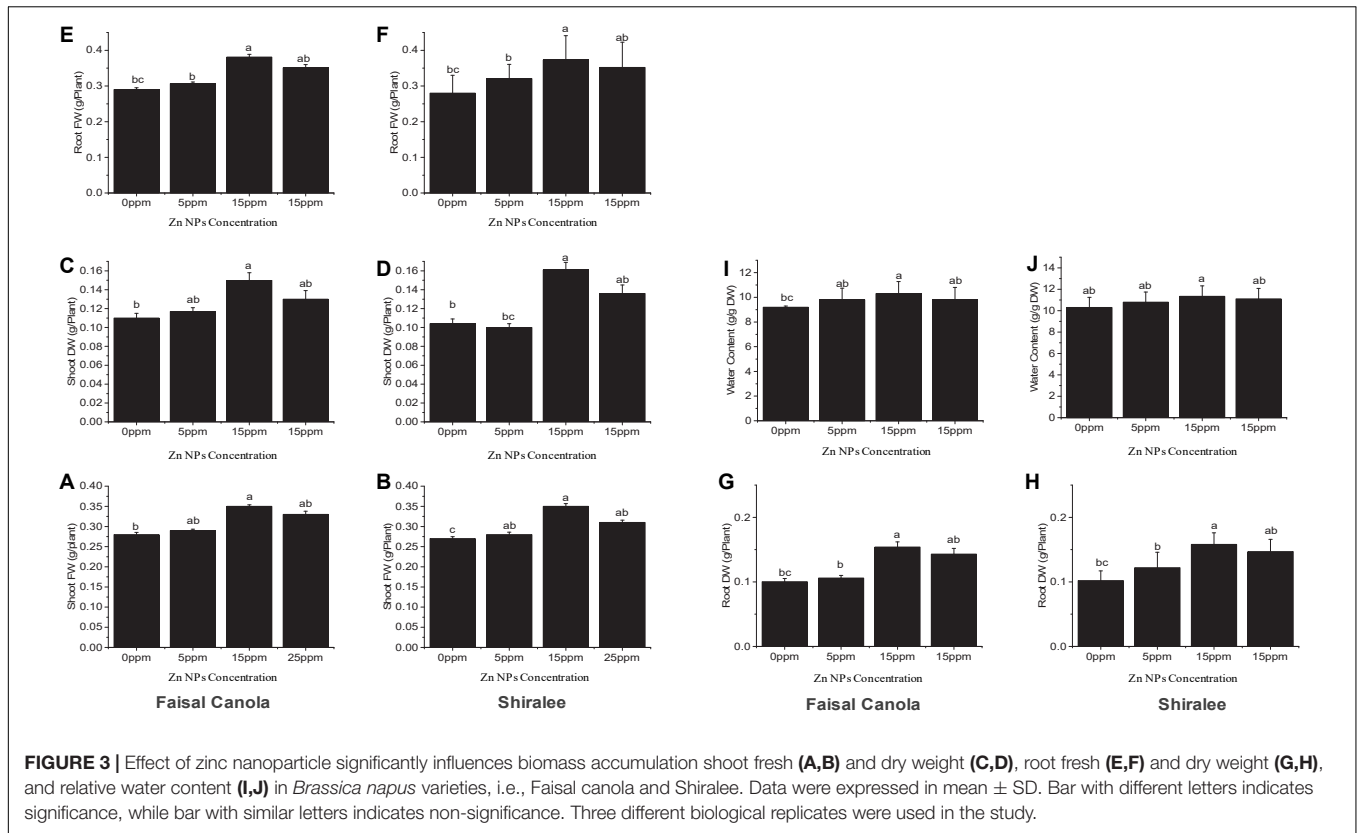 E
Root FW (g/Plant)
0.4
0.3
0.2
0.1
0.0
bc
b
a
ab
0ppm
5ppm
15ppm
15ppm
Zn NPs Concentration
F
Root FW (g/Plant)
0.4
0.3
0.2
0.1
0.0
bc
b
a
ab
0ppm
5ppm
15ppm
15ppm
Zn NPs Concentration
C
Shoot DW (g/Plant)
0.16
0.14
0.12
0.10
0.08
0.06
0.04
0.02
0.00
b
ab
a
ab
0ppm
5ppm
15ppm
15ppm
Zn NPs Concentration
D
Shoot DW (g/Plant)
0.16
0.14
0.12
0.10
0.08
0.06
0.04
0.02
0.00
b
bc
a
ab
0ppm
5ppm
15ppm
15ppm
Zn NPs Concentration
I
Water Content (g/g DW)
12
10
8
6
4
2
0
bc
ab
a
ab
0ppm
5ppm
15ppm
15ppm
Zn NPs Concentration
J
Water Content (g/g DW)
14
12
10
8
6
4
2
0
ab
ab
a
ab
0ppm
5ppm
15ppm
15ppm
Zn NPs Concentration
A
Shoot FW (g/plant)
0.35
0.30
0.25
0.20
0.15
0.10
0.05
0.00
b
ab
a
ab
0ppm
5ppm
15ppm
25ppm
Zn NPs Concentration
Faisal Canola
B
Shoot FW (g/Plant)
0.35
0.30
0.25
0.20
0.15
0.10
0.05
0.00
c
ab
a
ab
0ppm
5ppm
15ppm
25ppm
Zn NPs Concentration
Shiralee
G
Root DW (g/Plant)
0.2
0.1
0.0
bc
b
a
ab
0ppm
5ppm
15ppm
15ppm
Zn NPs Concentration
Faisal Canola
H
Root DW (g/Plant)
0.2
0.1
0.0
bc
b
a
ab
0ppm
5ppm
15ppm
15ppm
Zn NPs Concentration
Shiralee
FIGURE 3 | Effect of zinc nanoparticle significantly influences biomass accumulation shoot fresh (A,B) and dry weight (C,D), root fresh (E,F) and dry weight (G,H),
and relative water content (I,J) in Brassica napus varieties, i.e., Faisal canola and Shiralee. Data were expressed in mean ± SD. Bar with different letters indicates
significance, while bar with similar letters indicates non-significance. Three different biological replicates were used in the study.